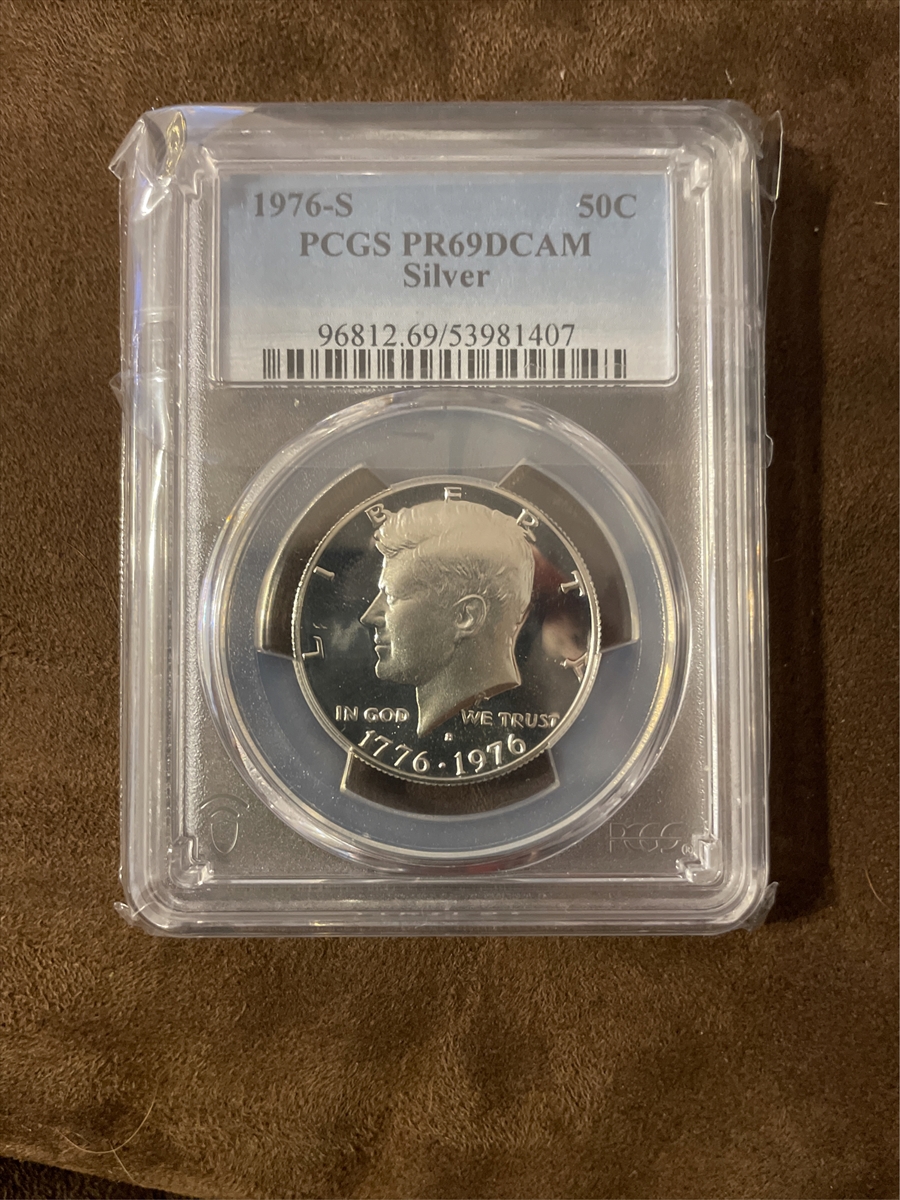 1976-S 50C
PCGS PR69DCAM
Silver
96812.69/53981407
LIBERTY
IN GOD WE TRUST
S
1776·1976
PCGS